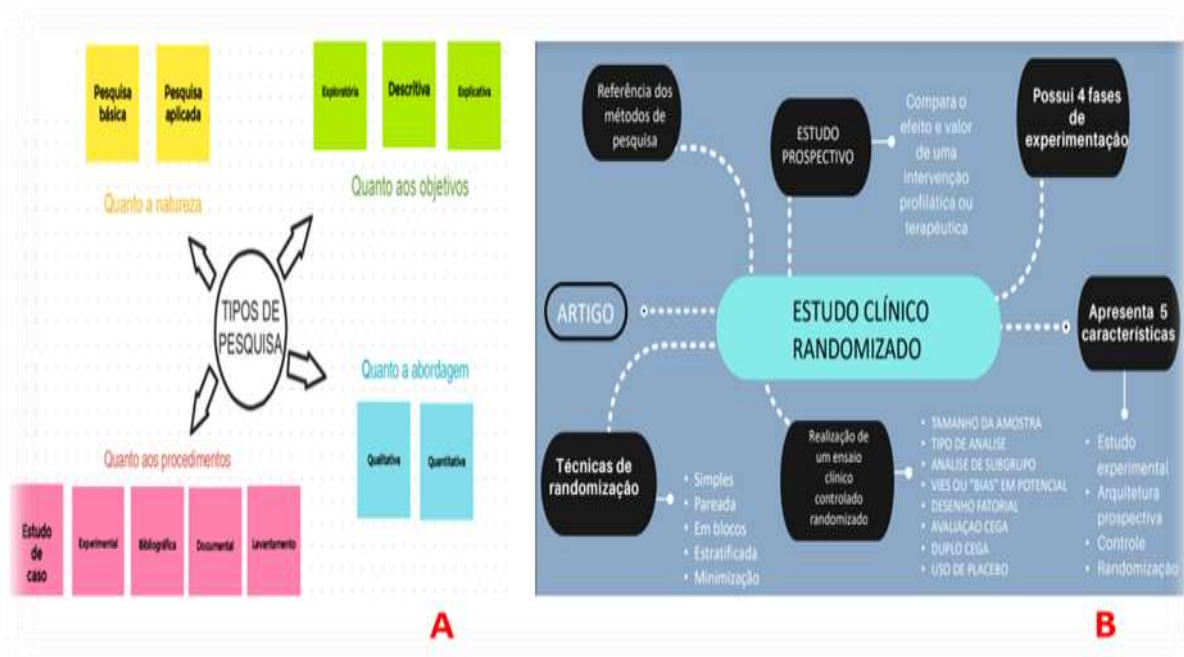 Pesquisa
básica
Pesquisa
aplicada
Quanto a natureza
Exploratória
Descritiva
Explicativa
Quanto aos objetivos
TIPOS DE
PESQUISA
Quanto a abordagem
Qualitativa
Quantitativa
Quanto aos procedimentos
Estudo
de
caso
Experimental
Bibliográfica
Documental
Levantamento
A
Referência dos
métodos de
pesquisa
ESTUDO
PROSPECTIVO
Compara o
efeito e valor
de uma
intervenção
profilática ou
terapêutica
Possui 4 fases
de
experimentação
ARTIGO
ESTUDO CLÍNICO
RANDOMIZADO
Apresenta 5
características
• Estudo
experimental
• Arquitetura
prospectiva
• Controle
• Randomização
Técnicas de
randomização
• Simples
• Pareada
• Em blocos
• Estratificada
• Minimização
Realização de
um ensaio
clínico
controlado
randomizado
• TAMANHO DA AMOSTRA
• TIPO DE ANALISE
• ANALISE DE SUBGRUPO
• VIES OU "BIAS" EM POTENCIAL
• DESENHO FATORIAL
• AVALIAÇAO CEGA
• DUPLO CEGA
• USO DE PLACEBO
B